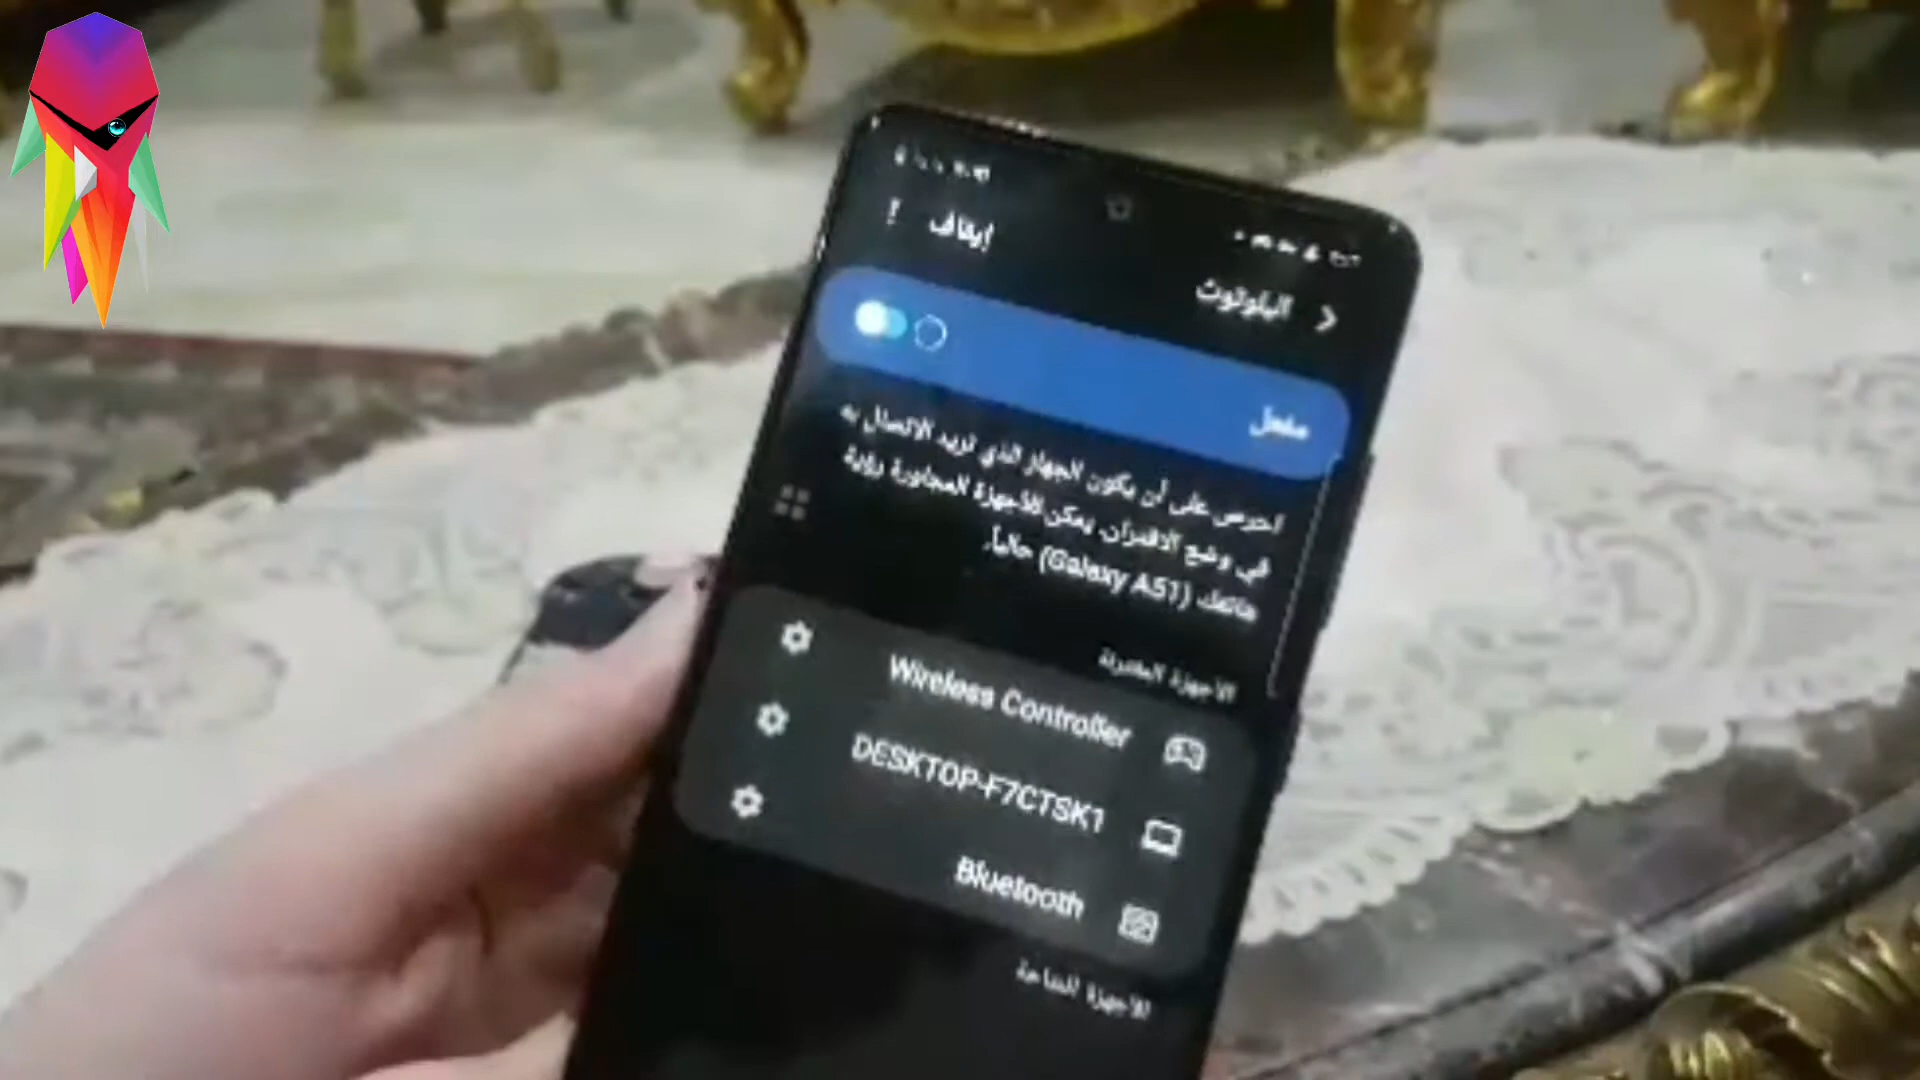 إيقاف
البلوتوث
مفعل
احرص على أن يكون الجهاز الذي تريد الاتصال به
في وضع الاقتران. يمكن للأجهزة المجاورة رؤية
هاتفك (Galaxy A51) حالياً.
الأجهزة المقترنة
Wireless Controller
DESKTOP-F7CTSK1
Bluetooth
الأجهزة المتاحة